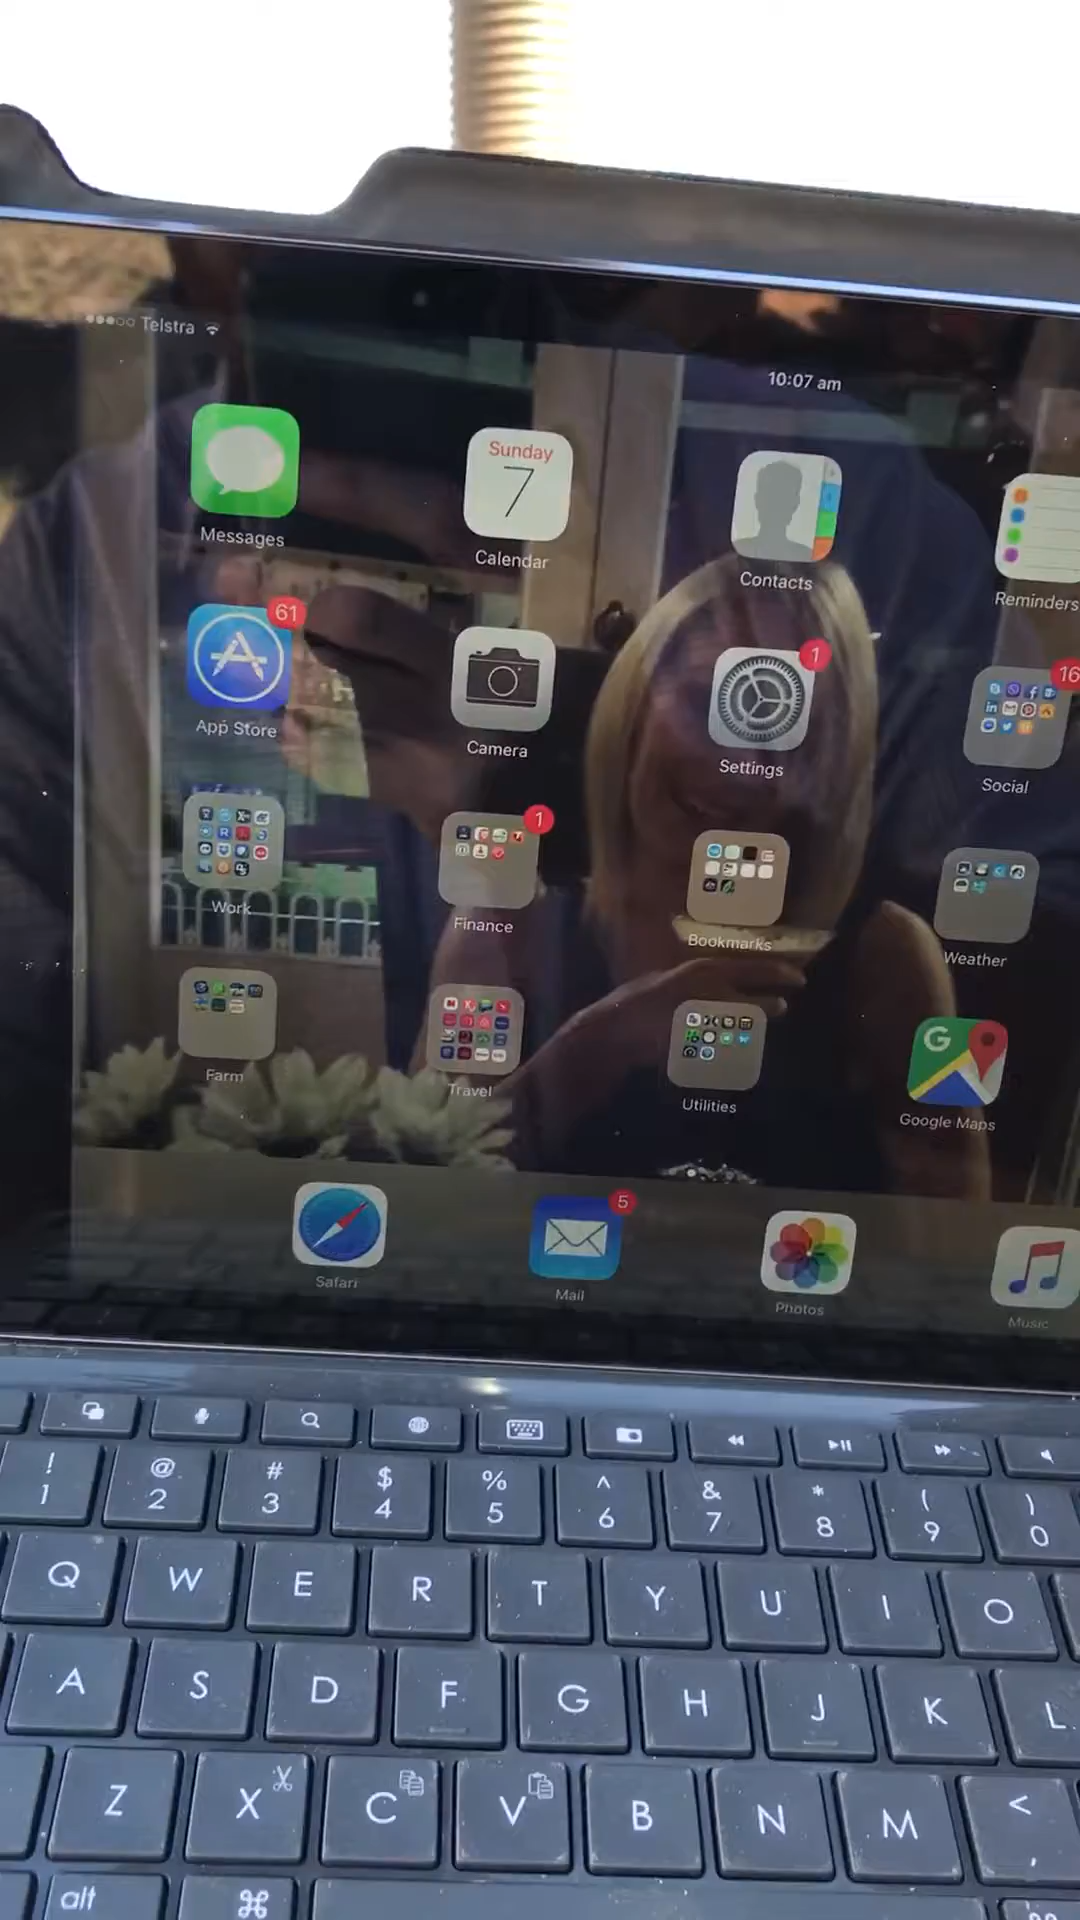 Telstra
10:07 am
Messages
Sunday
7
Calendar
Contacts
Reminders
61
App Store
Camera
1
Settings
16
Social
Work
1
Finance
Bookmarks
Weather
Farm
Travel
Utilities
G
Google Maps
Safari
5
Mail
Photos
Music
! @ # $ % ^ & * ( )
1 2 3 4 5 6 7 8 9 0
Q W E R T Y U I O
A S D F G H J K L
Z X C V B N M <
,
alt ⌘